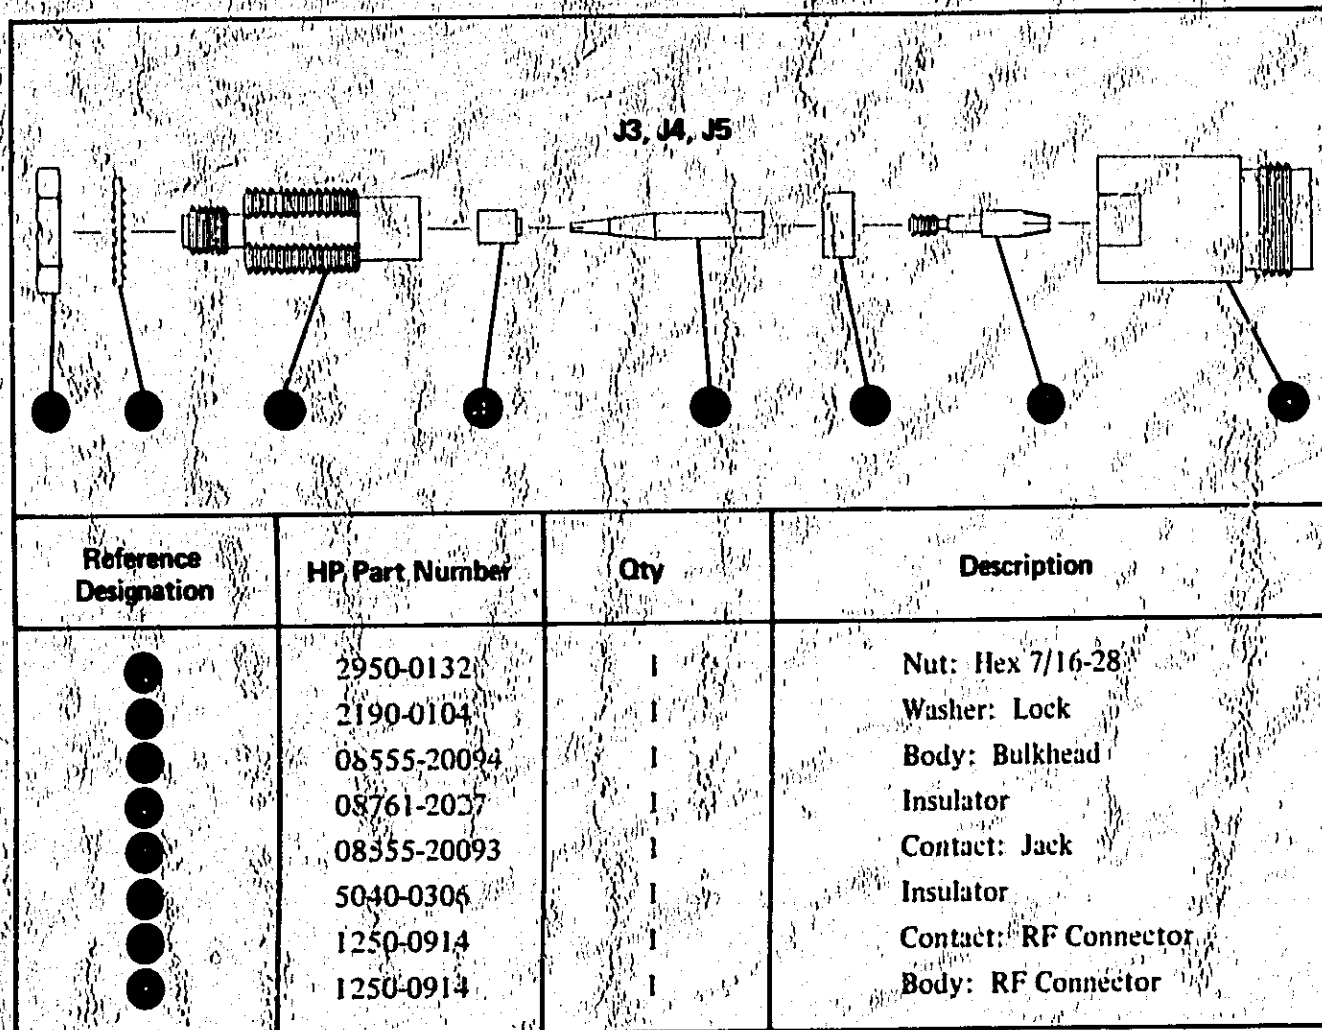 J3, J4, J5
Reference Designation HP Part Number Qty Description
2950-0132 1 Nut: Hex 7/16-28
2190-0104 1 Washer: Lock
08555-20094 1 Body: Bulkhead
08761-2027 1 Insulator
08555-20093 1 Contact: Jack
5040-0306 1 Insulator
1250-0914 1 Contact: RF Connector
1250-0914 1 Body: RF Connector